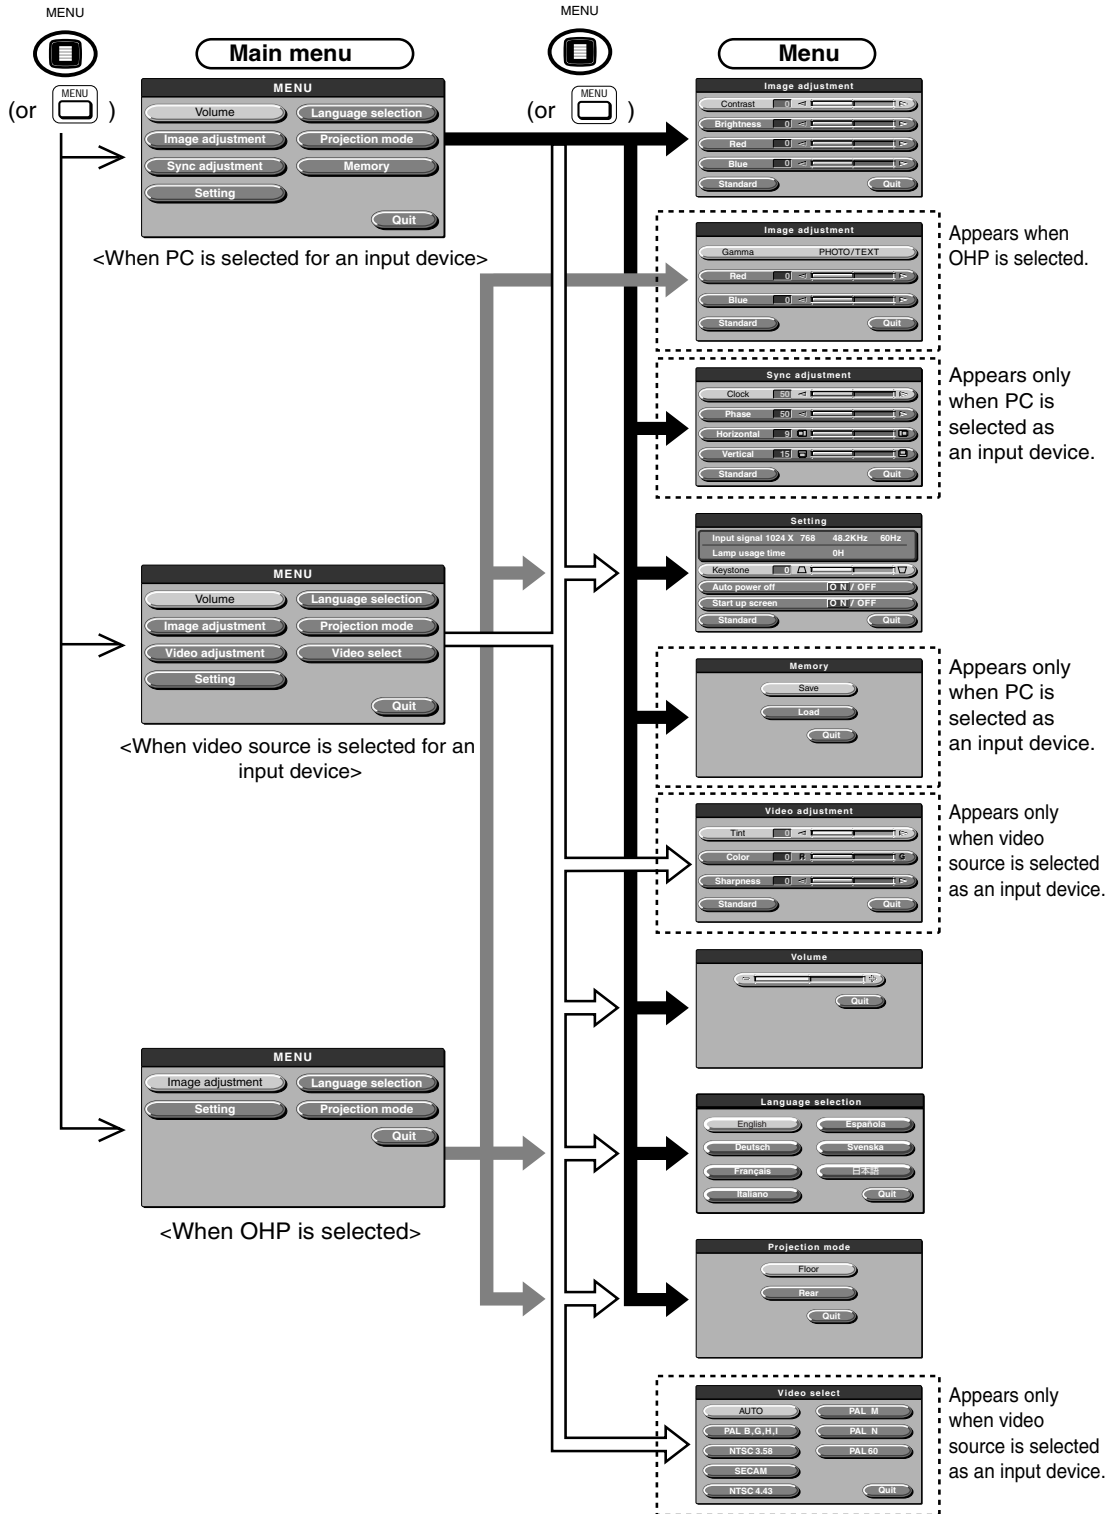 MENU
MENU
Main menu
Menu
(or MENU )
(or MENU )
MENU
Volume
Language selection
Image adjustment
Projection mode
Sync adjustment
Memory
Setting
Quit
<When PC is selected for an input device>
Image adjustment
Contrast 0
Brightness 0
Red 0
Blue 0
Standard
Quit
Image adjustment
Gamma PHOTO/TEXT
Red 0
Blue 0
Standard
Quit
Appears when
OHP is selected.
Sync adjustment
Clock 50
Phase 50
Horizontal 9
Vertical 15
Standard
Quit
Appears only
when PC is
selected as
an input device.
Setting
Input signal 1024 X 768 48.2KHz 60Hz
Lamp usage time 0H
Keystone 0
Auto power off ON / OFF
Start up screen ON / OFF
Standard
Quit
MENU
Volume
Language selection
Image adjustment
Projection mode
Video adjustment
Video select
Setting
Quit
<When video source is selected for an
input device>
Memory
Save
Load
Quit
Appears only
when PC is
selected as
an input device.
Video adjustment
Tint 0
Color 0 R G
Sharpness 0
Standard
Quit
Appears only
when video
source is selected
as an input device.
Volume
Quit
MENU
Image adjustment
Language selection
Setting
Projection mode
Quit
<When OHP is selected>
Language selection
English
Española
Deutsch
Svenska
Français
日本語
Italiano
Quit
Projection mode
Floor
Rear
Quit
Video select
AUTO
PAL M
PAL B,G,H,I
PAL N
NTSC 3.58
PAL 60
SECAM
NTSC 4.43
Quit
Appears only
when video
source is selected
as an input device.